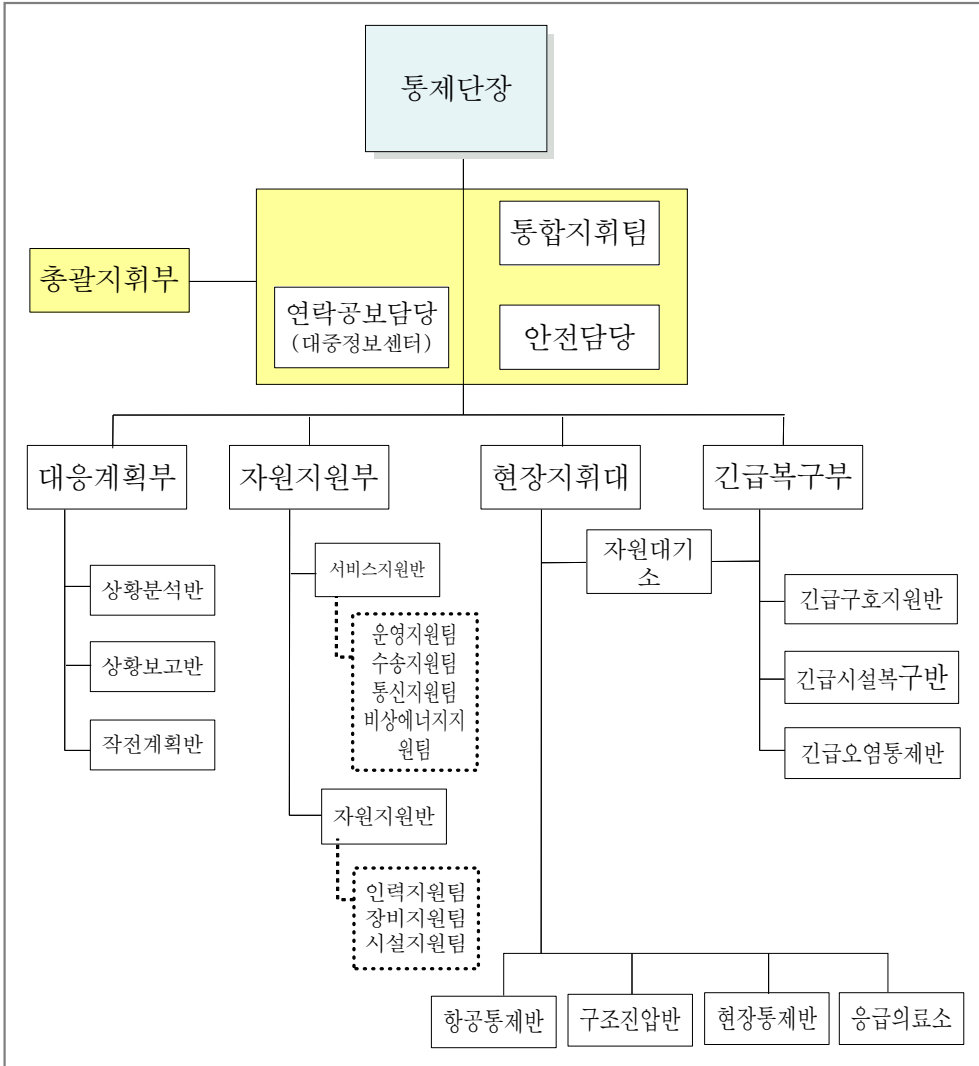 통제단장
통합지휘팀
총괄지휘부
연락공보담당
(대중정보센터)
안전담당
대응계획부
자원지원부
현장지휘대
긴급복구부
자원대기
소
서비스지원반
상황분석반
긴급구호지원반
운영지원팀
수송지원팀
통신지원팀
비상에너지지
원팀
상황보고반
긴급시설복구반
작전계획반
긴급오염통제반
자원지원반
인력지원팀
장비지원팀
시설지원팀
항공통제반
구조진압반
현장통제반
응급의료소